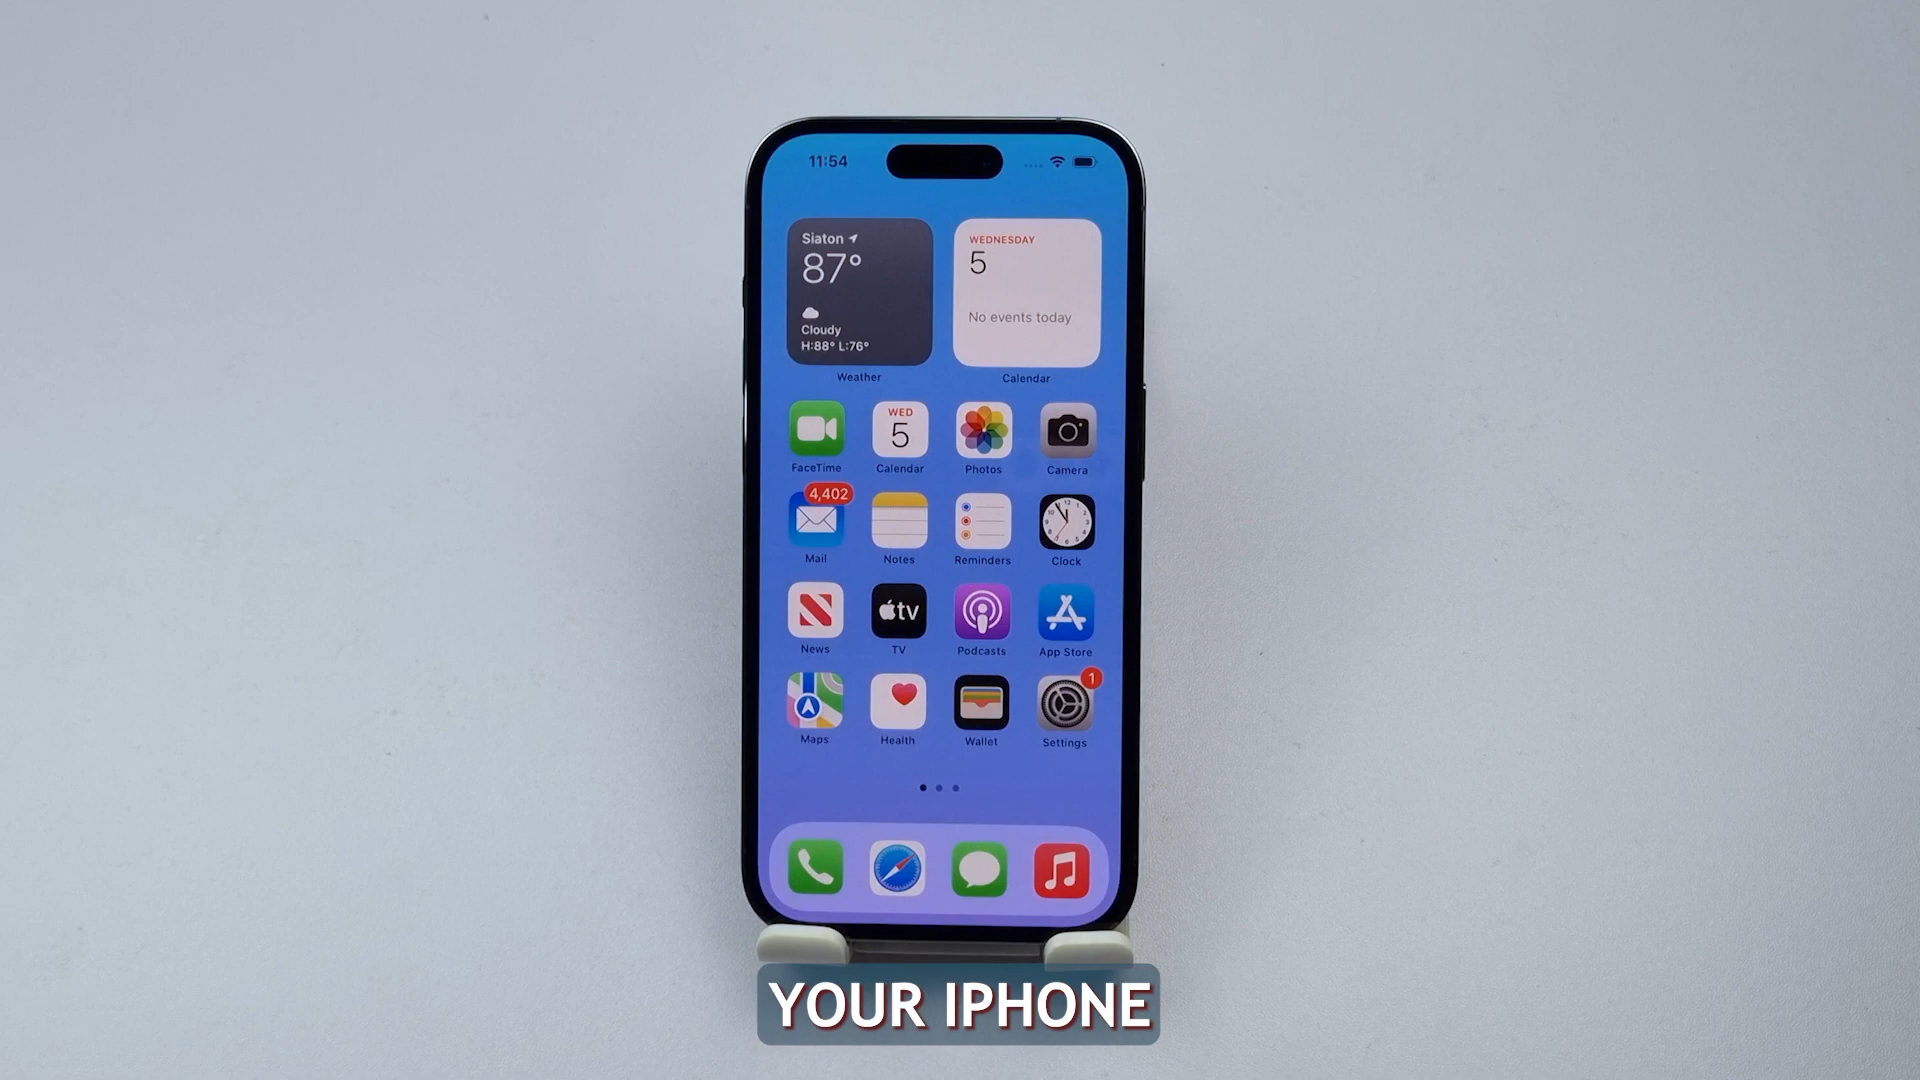 11:54
Siaton
87°
Cloudy
H:88° L:76°
Weather
WEDNESDAY
5
No events today
Calendar
FaceTime
WED
5
Calendar
Photos
Camera
4,402
Mail
Notes
Reminders
Clock
News
tv
TV
Podcasts
App Store
Maps
Health
Wallet
1
Settings
YOUR IPHONE